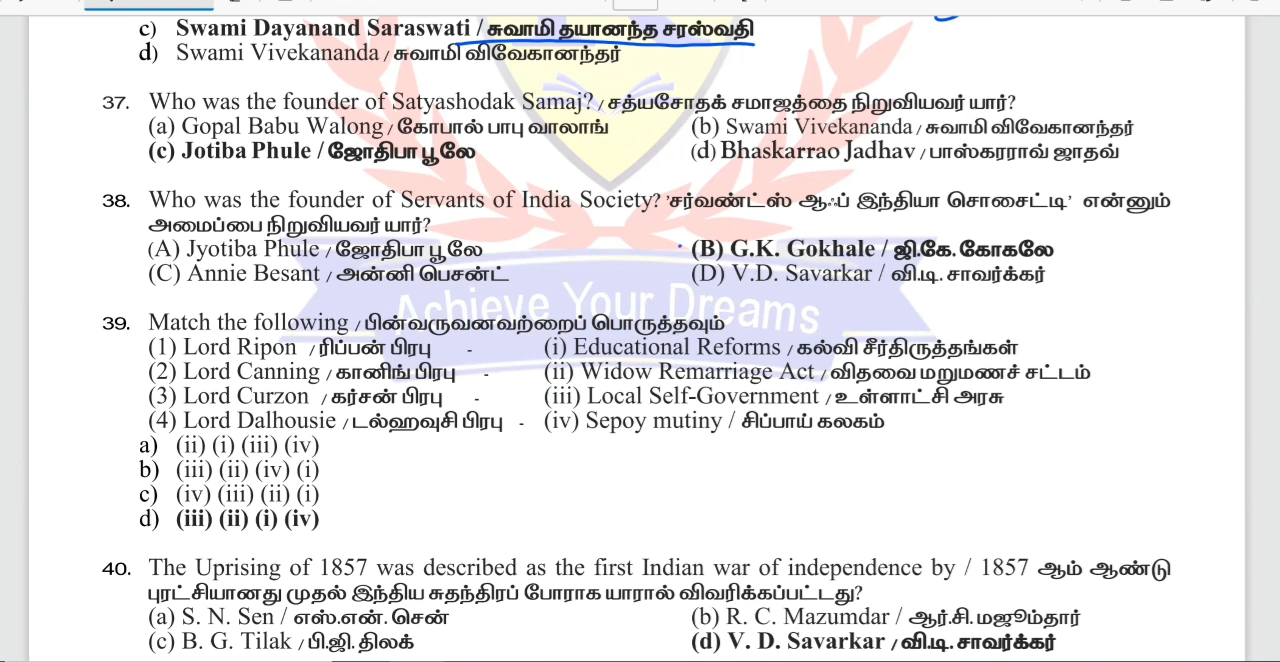 c) Swami Dayanand Saraswati / சுவாமி தயானந்த சரஸ்வதி
d) Swami Vivekananda / சுவாமி விவேகானந்தர்
37. Who was the founder of Satyashodak Samaj? / சத்யசோதக் சமாஜத்தை நிறுவியவர் யார்?
(a) Gopal Babu Walong / கோபால் பாபு வாலாங் (b) Swami Vivekananda / சுவாமி விவேகானந்தர்
(c) Jotiba Phule / ஜோதிபா பூலே (d) Bhaskarrao Jadhav / பாஸ்கரராவ் ஜாதவ்
38. Who was the founder of Servants of India Society? 'சர்வண்ட்ஸ் ஆஃப் இந்தியா சொசைட்டி' என்னும்
அமைப்பை நிறுவியவர் யார்?
(A) Jyotiba Phule / ஜோதிபா பூலே (B) G.K. Gokhale / ஜி.கே. கோகலே
(C) Annie Besant / அன்னி பெசன்ட் (D) V.D. Savarkar / வி.டி. சாவர்க்கர்
Achieve Your Dreams
39. Match the following / பின்வருவனவற்றைப் பொருத்தவும்
(1) Lord Ripon / ரிப்பன் பிரபு - (i) Educational Reforms / கல்வி சீர்திருத்தங்கள்
(2) Lord Canning / கானிங் பிரபு - (ii) Widow Remarriage Act / விதவை மறுமணச் சட்டம்
(3) Lord Curzon / கர்சன் பிரபு - (iii) Local Self-Government / உள்ளாட்சி அரசு
(4) Lord Dalhousie / டல்ஹவுசி பிரபு - (iv) Sepoy mutiny / சிப்பாய் கலகம்
a) (ii) (i) (iii) (iv)
b) (iii) (ii) (iv) (i)
c) (iv) (iii) (ii) (i)
d) (iii) (ii) (i) (iv)
40. The Uprising of 1857 was described as the first Indian war of independence by / 1857 ஆம் ஆண்டு
புரட்சியானது முதல் இந்திய சுதந்திரப் போராக யாரால் விவரிக்கப்பட்டது?
(a) S. N. Sen / எஸ்.என். சென் (b) R. C. Mazumdar / ஆர்.சி. மஜூம்தார்
(c) B. G. Tilak / பி.ஜி. திலக் (d) V. D. Savarkar / வி.டி. சாவர்க்கர்